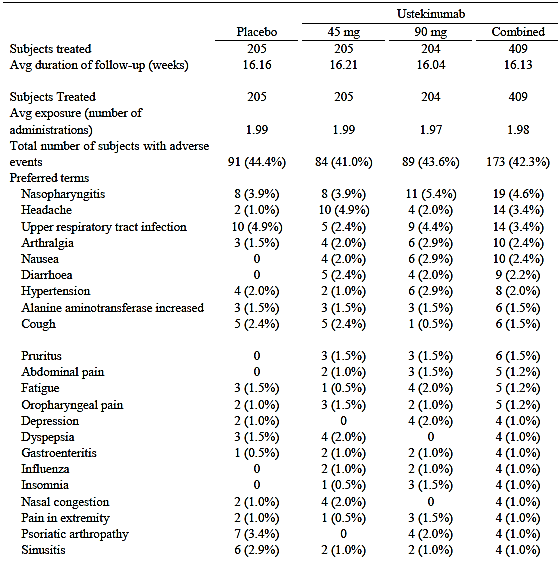 Ustekinumab
Placebo 45 mg 90 mg Combined
Subjects treated 205 205 204 409
Avg duration of follow-up (weeks) 16.16 16.21 16.04 16.13
Subjects Treated 205 205 204 409
Avg exposure (number of
administrations) 1.99 1.99 1.97 1.98
Total number of subjects with adverse
events 91 (44.4%) 84 (41.0%) 89 (43.6%) 173 (42.3%)
Preferred terms
Nasopharyngitis 8 (3.9%) 8 (3.9%) 11 (5.4%) 19 (4.6%)
Headache 2 (1.0%) 10 (4.9%) 4 (2.0%) 14 (3.4%)
Upper respiratory tract infection 10 (4.9%) 5 (2.4%) 9 (4.4%) 14 (3.4%)
Arthralgia 3 (1.5%) 4 (2.0%) 6 (2.9%) 10 (2.4%)
Nausea 0 4 (2.0%) 6 (2.9%) 10 (2.4%)
Diarrhoea 0 5 (2.4%) 4 (2.0%) 9 (2.2%)
Hypertension 4 (2.0%) 2 (1.0%) 6 (2.9%) 8 (2.0%)
Alanine aminotransferase increased 3 (1.5%) 3 (1.5%) 3 (1.5%) 6 (1.5%)
Cough 5 (2.4%) 5 (2.4%) 1 (0.5%) 6 (1.5%)
Pruritus 0 3 (1.5%) 3 (1.5%) 6 (1.5%)
Abdominal pain 0 2 (1.0%) 3 (1.5%) 5 (1.2%)
Fatigue 3 (1.5%) 1 (0.5%) 4 (2.0%) 5 (1.2%)
Oropharyngeal pain 2 (1.0%) 3 (1.5%) 2 (1.0%) 5 (1.2%)
Depression 2 (1.0%) 0 4 (2.0%) 4 (1.0%)
Dyspepsia 3 (1.5%) 4 (2.0%) 0 4 (1.0%)
Gastroenteritis 1 (0.5%) 2 (1.0%) 2 (1.0%) 4 (1.0%)
Influenza 0 2 (1.0%) 2 (1.0%) 4 (1.0%)
Insomnia 0 1 (0.5%) 3 (1.5%) 4 (1.0%)
Nasal congestion 2 (1.0%) 4 (2.0%) 0 4 (1.0%)
Pain in extremity 2 (1.0%) 1 (0.5%) 3 (1.5%) 4 (1.0%)
Psoriatic arthropathy 7 (3.4%) 0 4 (2.0%) 4 (1.0%)
Sinusitis 6 (2.9%) 2 (1.0%) 2 (1.0%) 4 (1.0%)